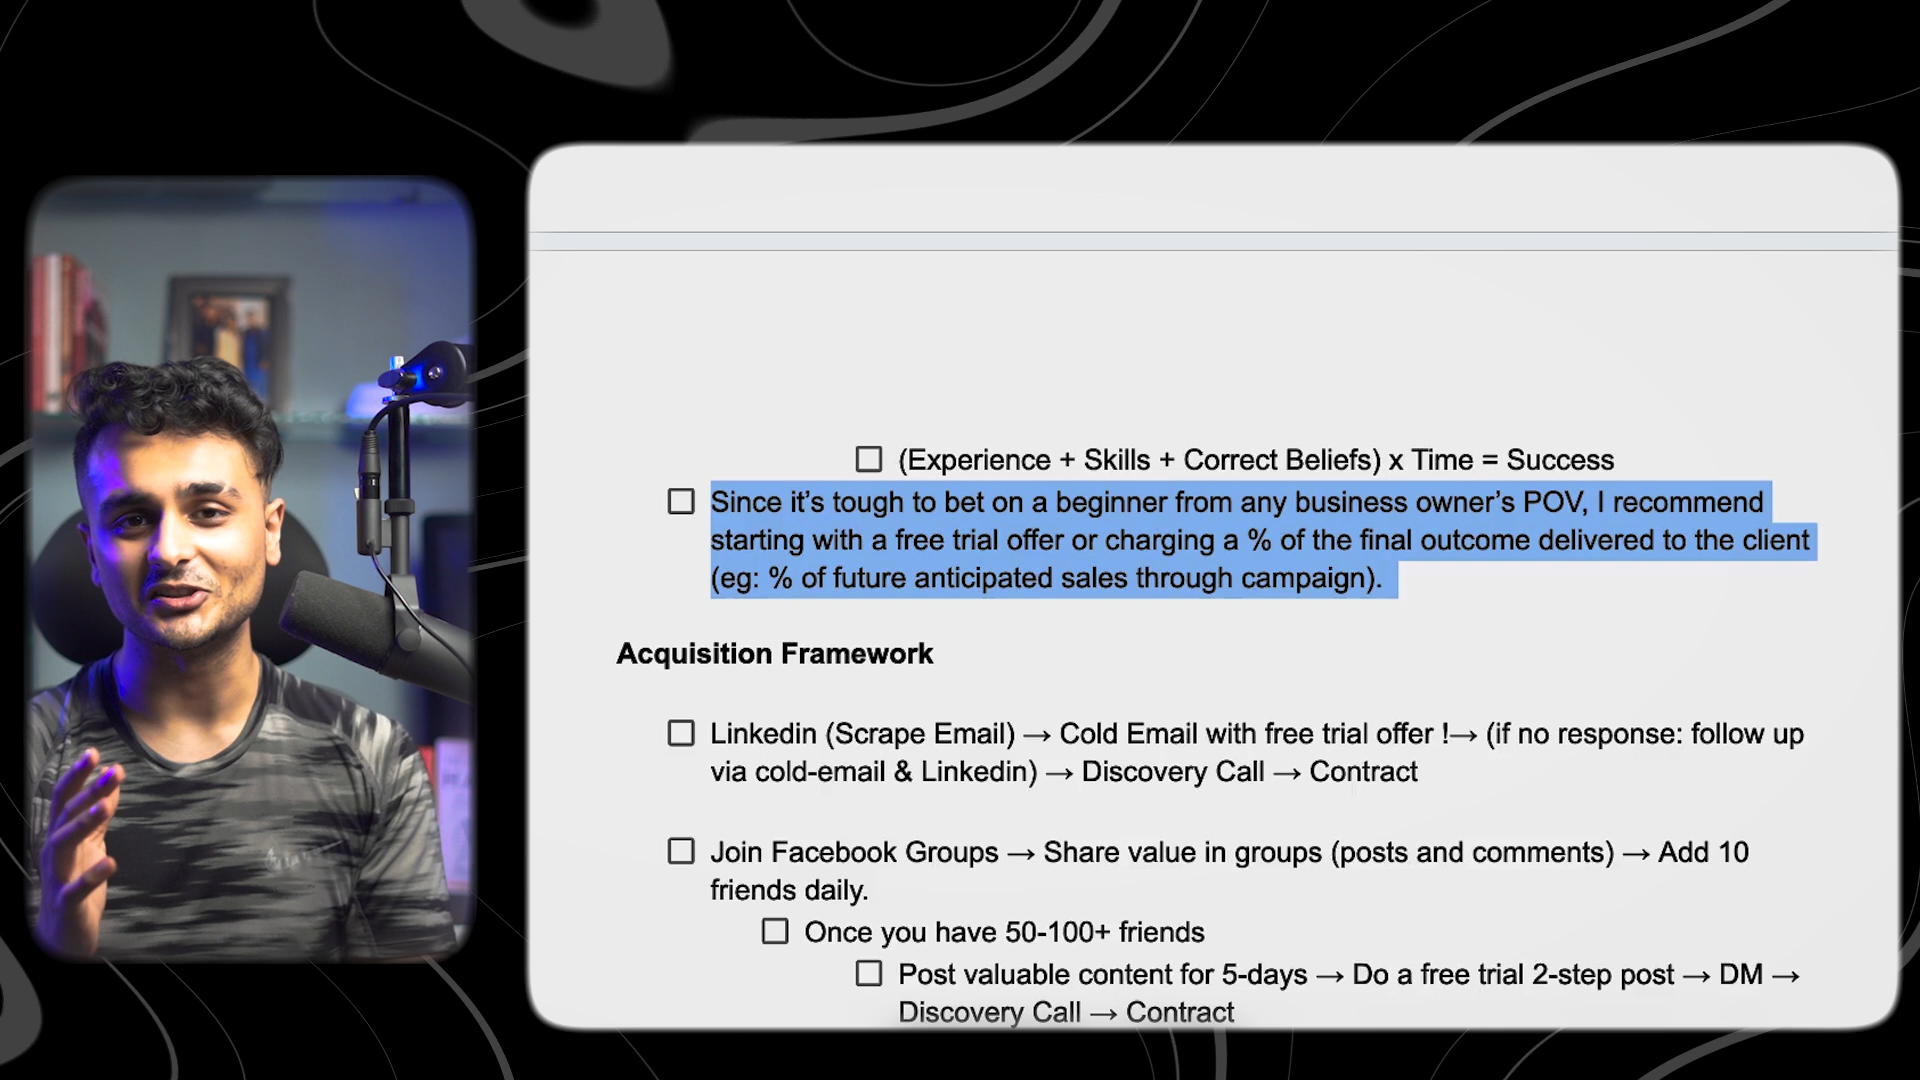 (Experience + Skills + Correct Beliefs) x Time = Success
Since it’s tough to bet on a beginner from any business owner’s POV, I recommend
starting with a free trial offer or charging a % of the final outcome delivered to the client
(eg: % of future anticipated sales through campaign).
Acquisition Framework
Linkedin (Scrape Email) → Cold Email with free trial offer !→ (if no response: follow up
via cold-email & Linkedin) → Discovery Call → Contract
Join Facebook Groups → Share value in groups (posts and comments) → Add 10
friends daily.
Once you have 50-100+ friends
Post valuable content for 5-days → Do a free trial 2-step post → DM →
Discovery Call → Contract